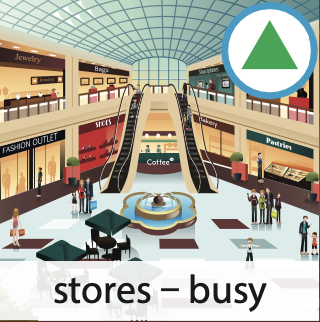 Jewelry
Bags
FASHION OUTLET
SHOES
Coffee
Bakery
Pastries
stores – busy